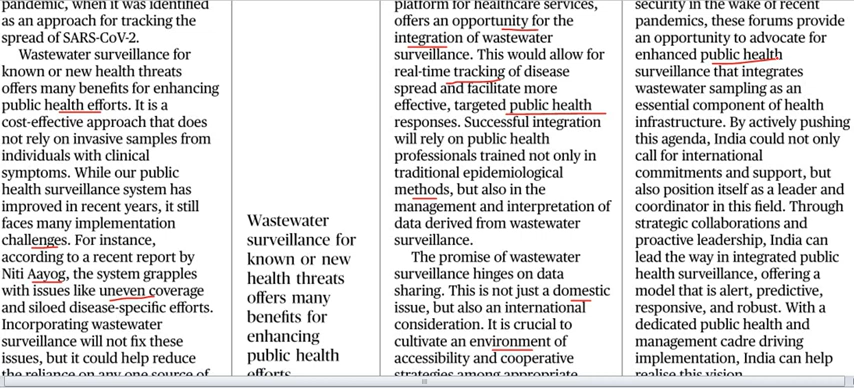 pandemic, when it was identified
as an approach for tracking the
spread of SARS-CoV-2.
Wastewater surveillance for
known or new health threats
offers many benefits for enhancing
public health efforts. It is a
cost-effective approach that does
not rely on invasive samples from
individuals with clinical
symptoms. While our public
health surveillance system has
improved in recent years, it still
faces many implementation
challenges. For instance,
according to a recent report by
Niti Aayog, the system grapples
with issues like uneven coverage
and siloed disease-specific efforts.
Incorporating wastewater
surveillance will not fix these
issues, but it could help reduce
the reliance on any one source of
Wastewater
surveillance for
known or new
health threats
offers many
benefits for
enhancing
public health
efforts
platform for healthcare services,
offers an opportunity for the
integration of wastewater
surveillance. This would allow for
real-time tracking of disease
spread and facilitate more
effective, targeted public health
responses. Successful integration
will rely on public health
professionals trained not only in
traditional epidemiological
methods, but also in the
management and interpretation of
data derived from wastewater
surveillance.
The promise of wastewater
surveillance hinges on data
sharing. This is not just a domestic
issue, but also an international
consideration. It is crucial to
cultivate an environment of
accessibility and cooperative
strategies among appropriate
security in the wake of recent
pandemics, these forums provide
an opportunity to advocate for
enhanced public health
surveillance that integrates
wastewater sampling as an
essential component of health
infrastructure. By actively pushing
this agenda, India could not only
call for international
commitments and support, but
also position itself as a leader and
coordinator in this field. Through
strategic collaborations and
proactive leadership, India can
lead the way in integrated public
health surveillance, offering a
model that is alert, predictive,
responsive, and robust. With a
dedicated public health and
management cadre driving
implementation, India can help
realise this vision.